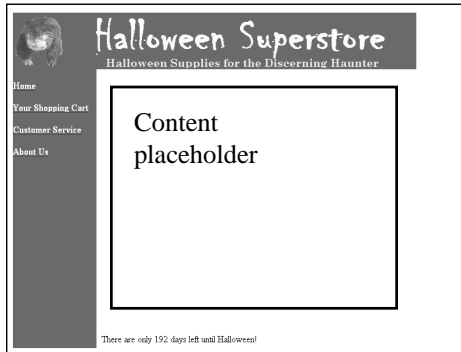 Halloween Superstore
Halloween Supplies for the Discerning Haunter
Home
Your Shopping Cart
Customer Service
About Us
Content
placeholder
There are only 192 days left until Halloween!